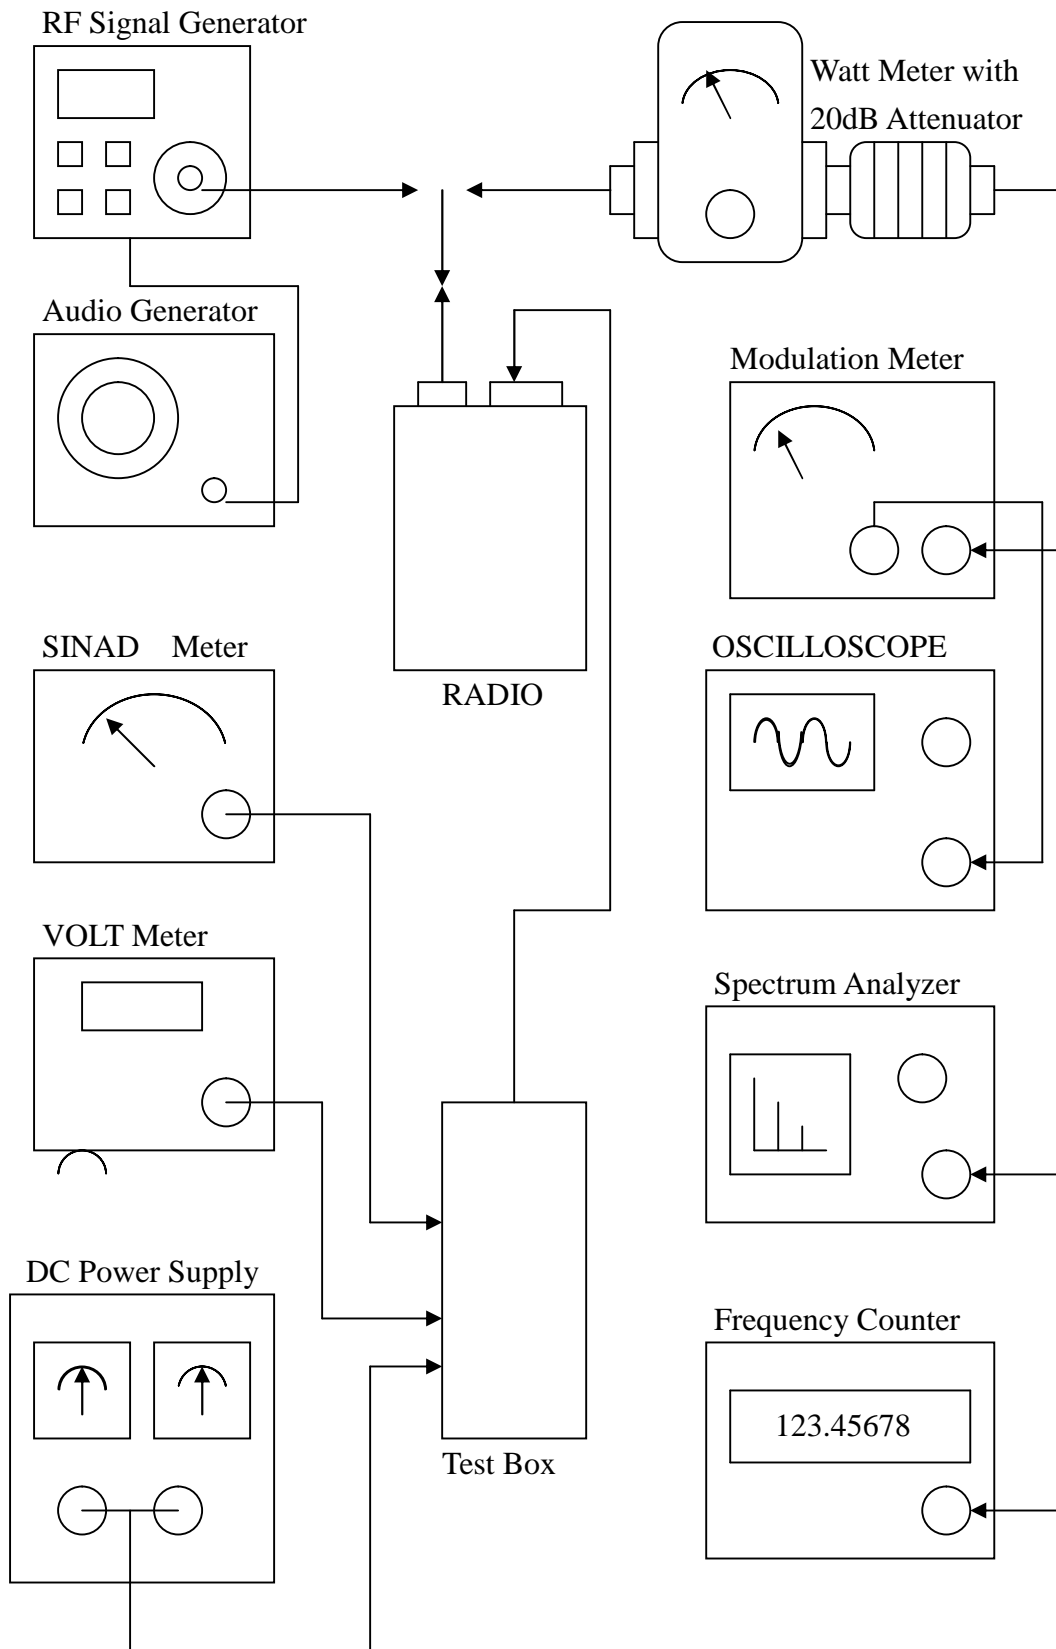 RF Signal Generator
Watt Meter with
20dB Attenuator
Audio Generator
Modulation Meter
SINAD Meter
RADIO
OSCILLOSCOPE
VOLT Meter
Spectrum Analyzer
DC Power Supply
Frequency Counter
123.45678
Test Box